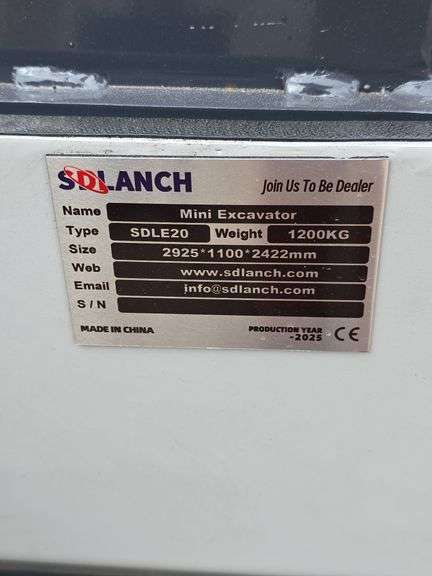 SDLANCH Join Us To Be Dealer
Name Mini Excavator
Type SDLE20 Weight 1200KG
Size 2925*1100*2422mm
Web www.sdlanch.com
Email info@sdlanch.com
S / N
MADE IN CHINA PRODUCTION YEAR -2025 CE